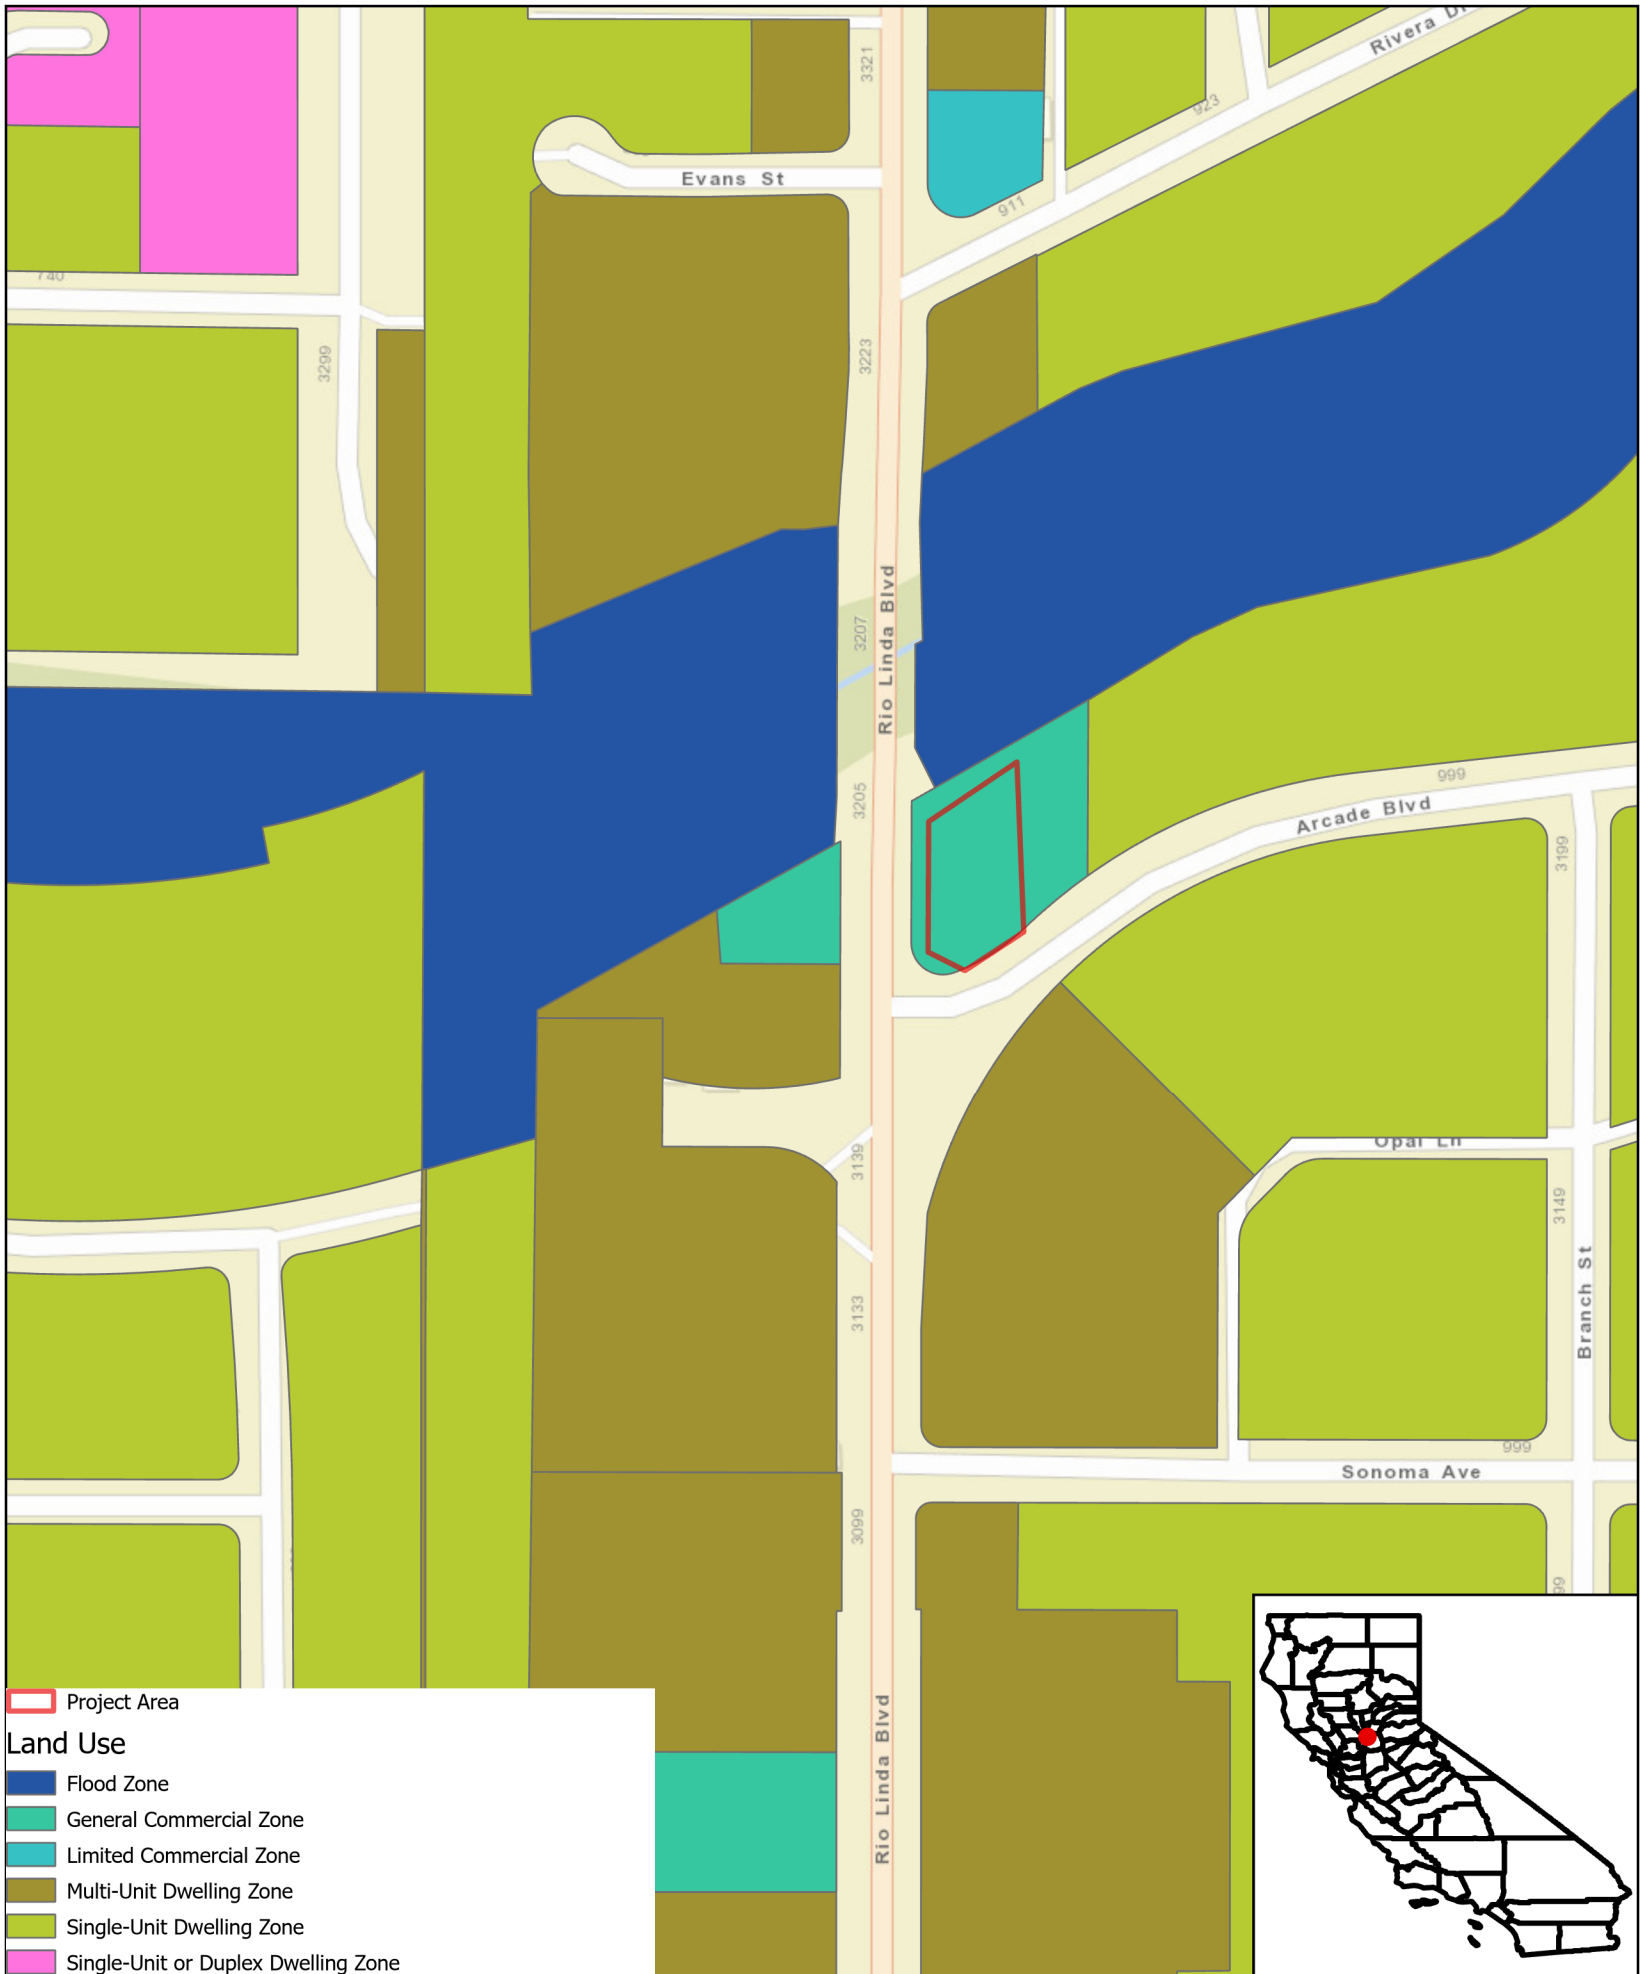 Rivera D
3321
923
Evans St
911
740
3299
3223
3207
Rio Linda Blvd
3205
999
Arcade Blvd
3199
Opal Ln
3139
3149
3133
Branch St
999
Sonoma Ave
3099
99
Rio Linda Blvd
Project Area
Land Use
Flood Zone
General Commercial Zone
Limited Commercial Zone
Multi-Unit Dwelling Zone
Single-Unit Dwelling Zone
Single-Unit or Duplex Dwelling Zone